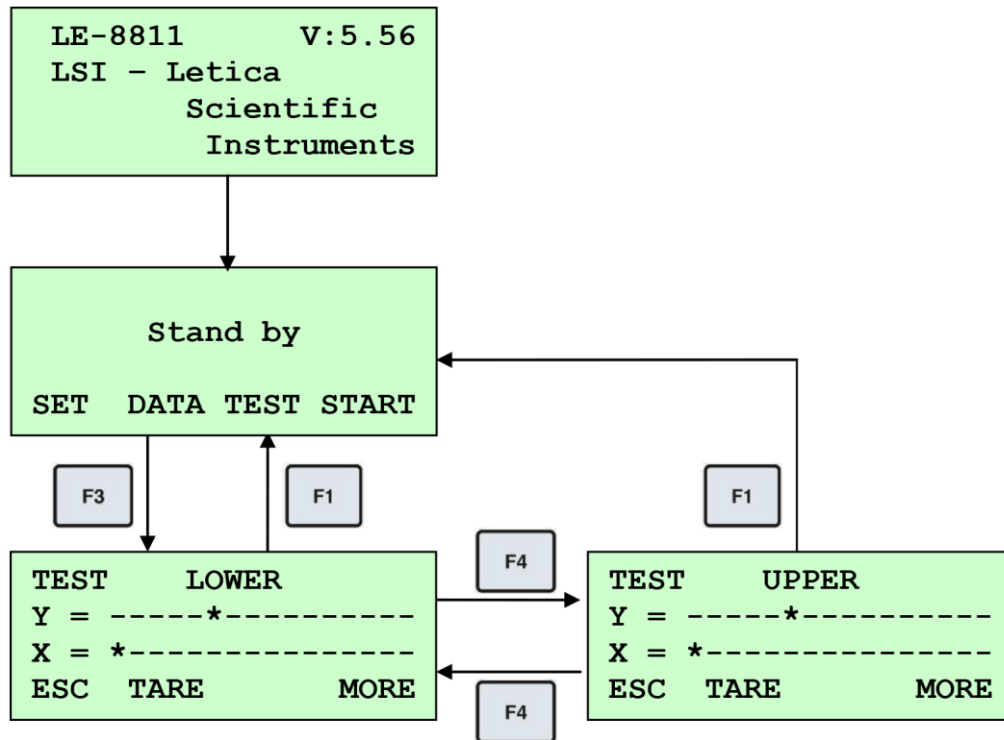 LE-8811 V:5.56
LSI – Letica
Scientific
Instruments
Stand by
SET DATA TEST START
F3
F1
F1
TEST LOWER
Y = -----*----------
X = *---------------
ESC TARE MORE
F4
F4
TEST UPPER
Y = -----*----------
X = *---------------
ESC TARE MORE